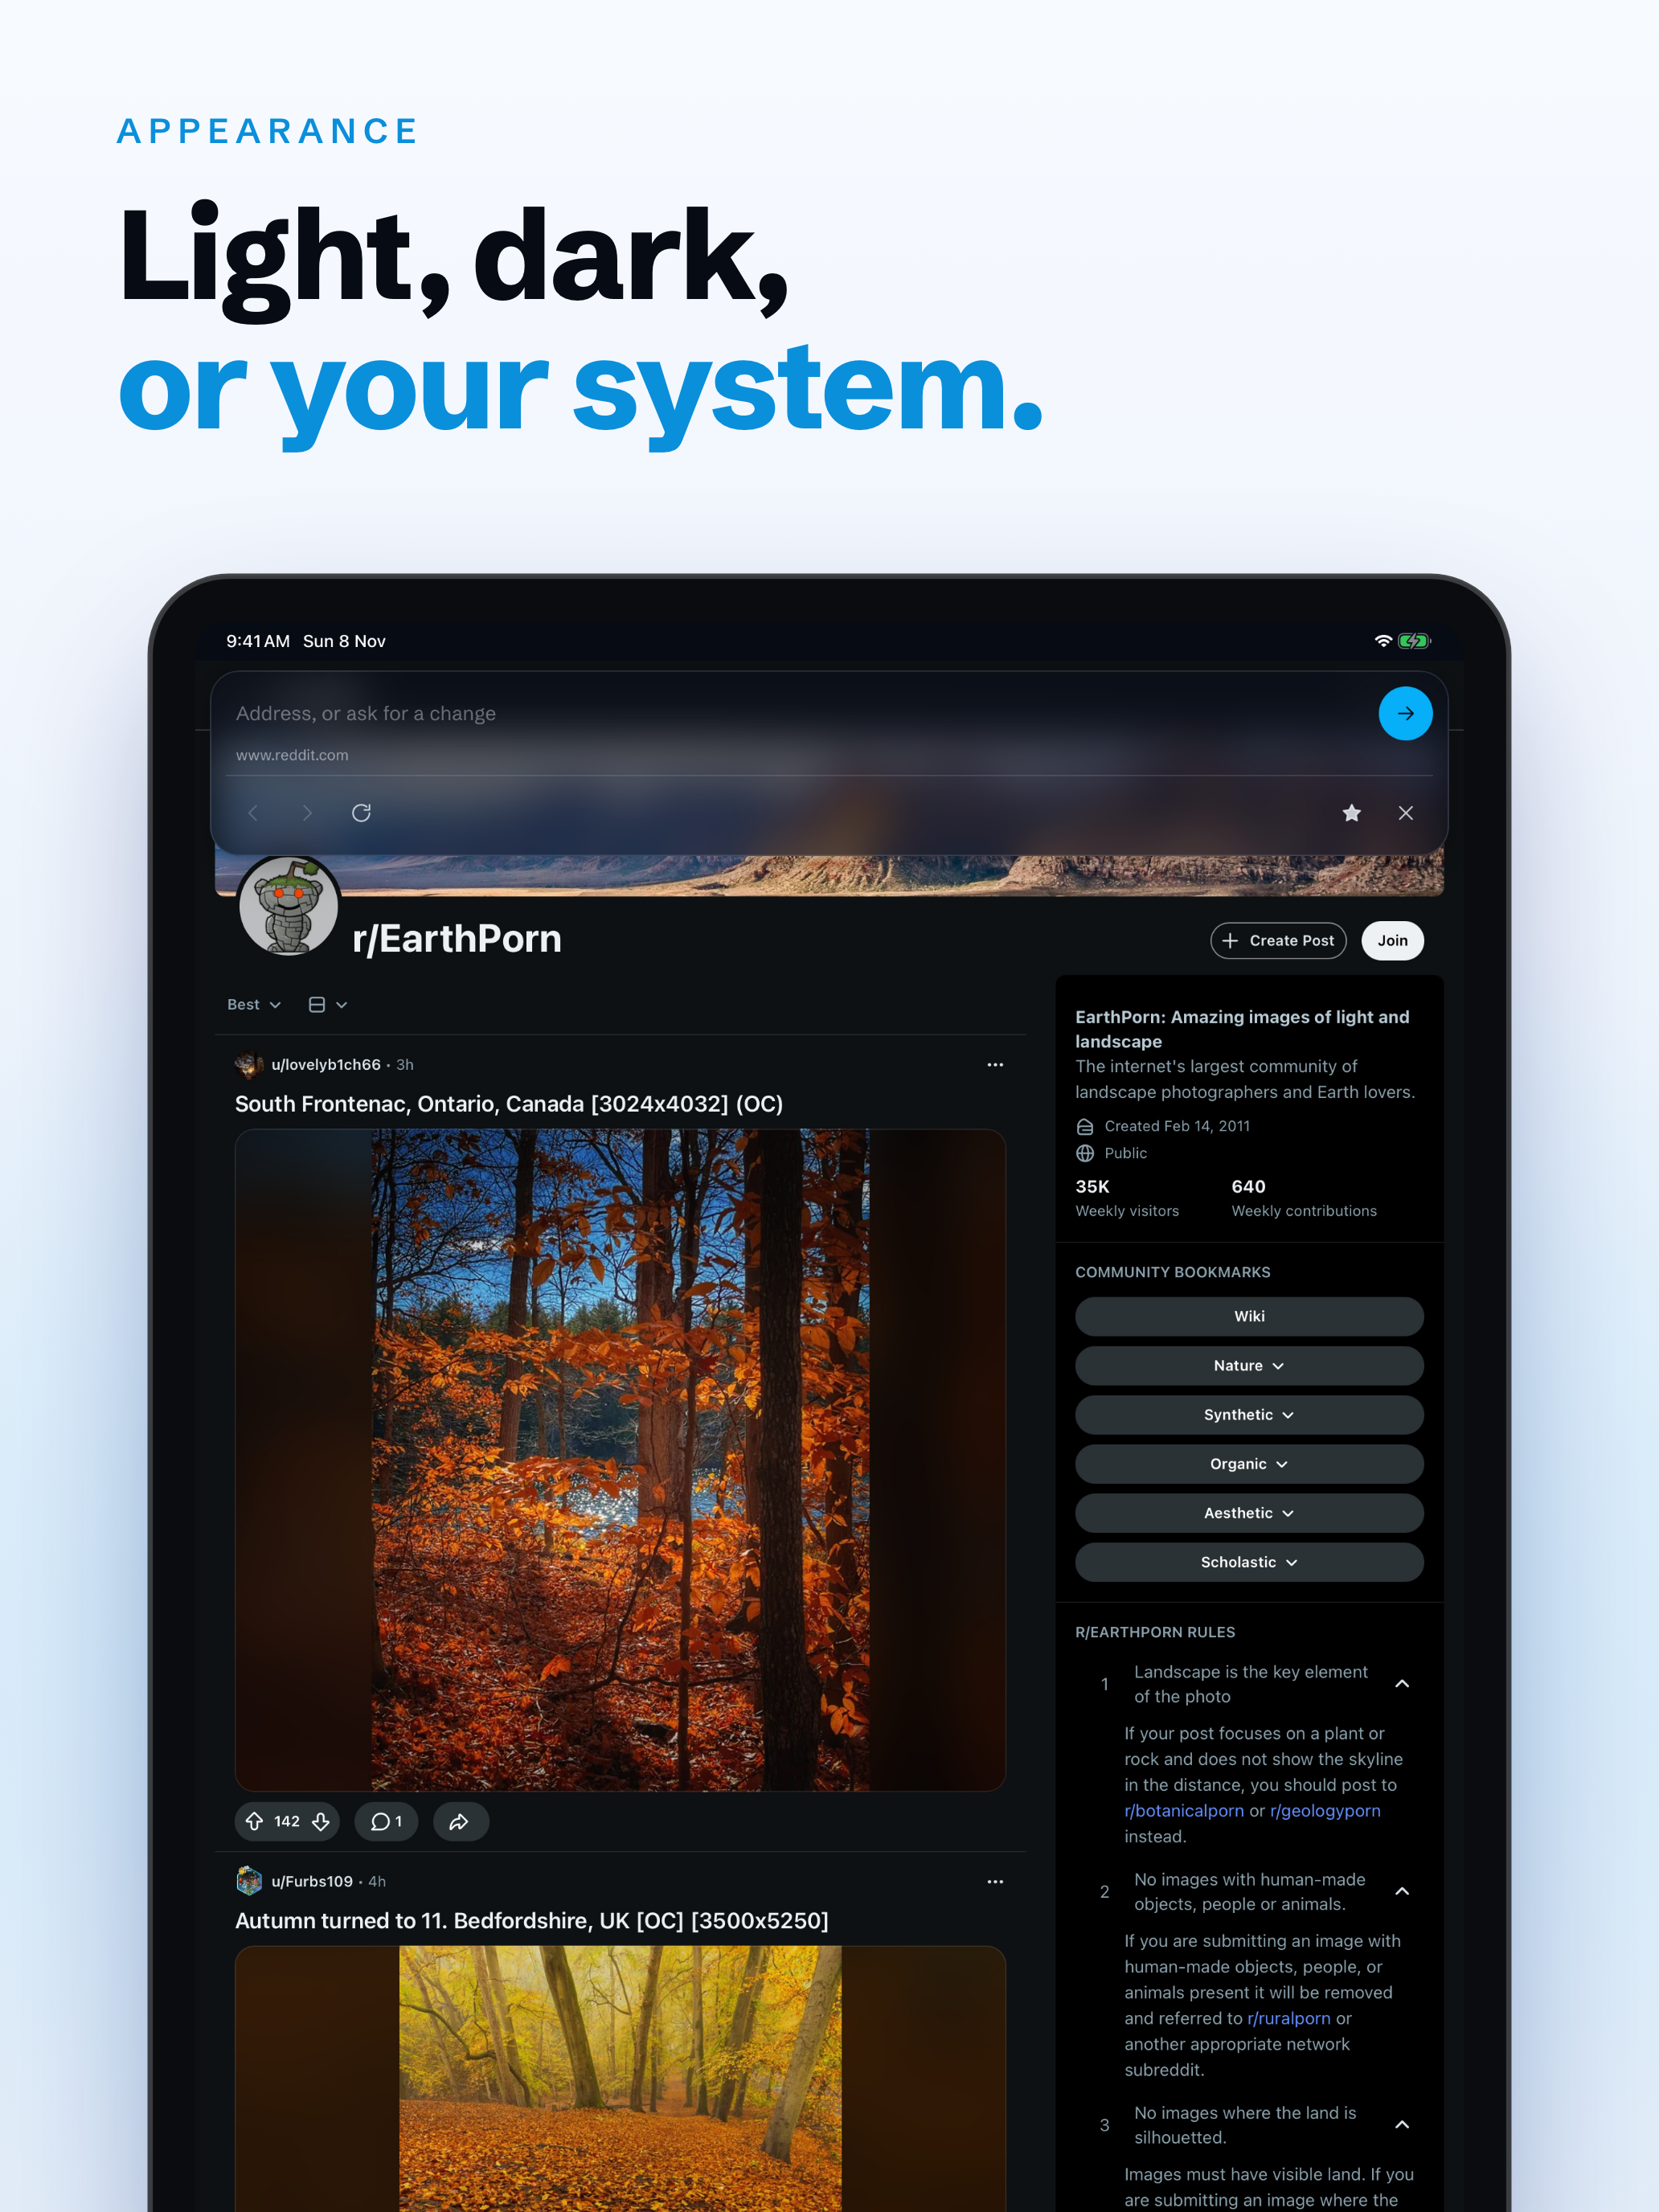 APPEARANCE
Light, dark,
or your system.
9:41 AM Sun 8 Nov
Address, or ask for a change
www.reddit.com
r/EarthPorn
Create Post
Join
Best
u/lovelyb1ch66 • 3h
South Frontenac, Ontario, Canada [3024x4032] (OC)
142
1
u/Furbs109 • 4h
Autumn turned to 11. Bedfordshire, UK [OC] [3500x5250]
EarthPorn: Amazing images of light and
landscape
The internet's largest community of
landscape photographers and Earth lovers.
Created Feb 14, 2011
Public
35K 640
Weekly visitors Weekly contributions
COMMUNITY BOOKMARKS
Wiki
Nature
Synthetic
Organic
Aesthetic
Scholastic
R/EARTHPORN RULES
1 Landscape is the key element
of the photo
If your post focuses on a plant or
rock and does not show the skyline
in the distance, you should post to
r/botanicalporn or r/geologyporn
instead.
2 No images with human-made
objects, people or animals.
If you are submitting an image with
human-made objects, people, or
animals present it will be removed
and referred to r/ruralporn or
another appropriate network
subreddit.
3 No images where the land is
silhouetted.
Images must have visible land. If you
are submitting an image where the